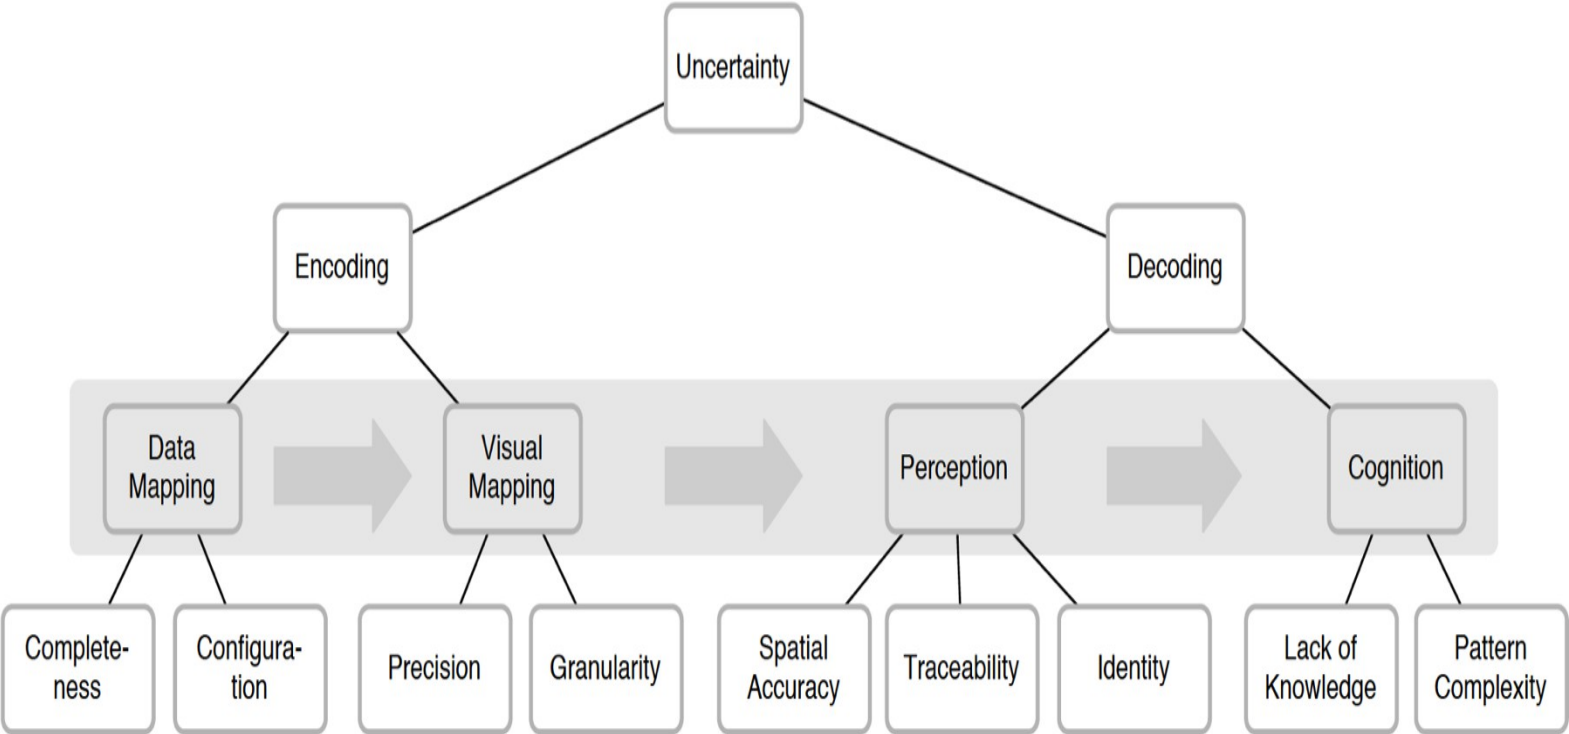 Uncertainty
Encoding
Decoding
Data
Mapping
Visual
Mapping
Perception
Cognition
Complete-
ness
Configura-
tion
Precision
Granularity
Spatial
Accuracy
Traceability
Identity
Lack of
Knowledge
Pattern
Complexity